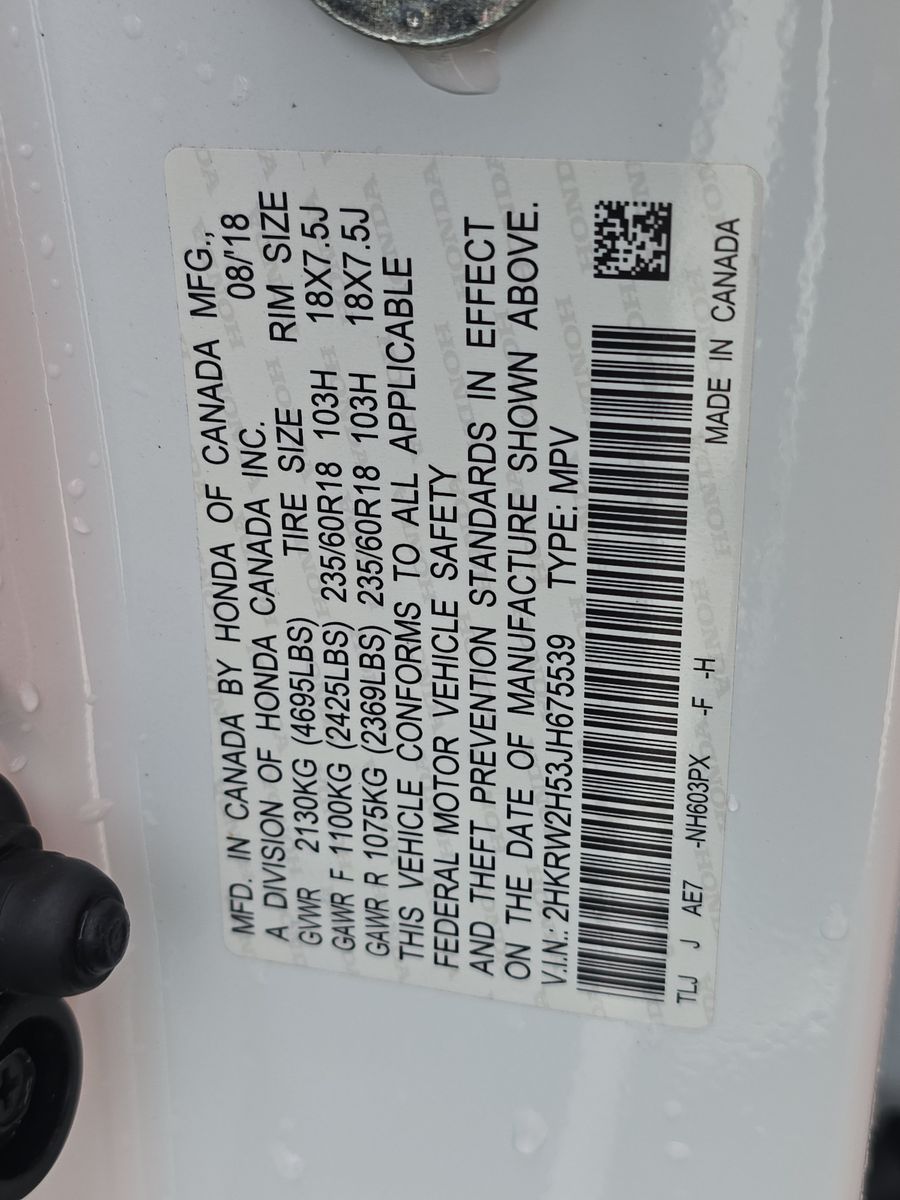 MFD. IN CANADA BY HONDA OF CANADA MFG.,
A DIVISION OF HONDA CANADA INC. 08/'18
GVWR 2130KG (4695LBS) TIRE SIZE RIM SIZE
GAWR F 1100KG (2425LBS) 235/60R18 103H 18X7.5J
GAWR R 1075KG (2369LBS) 235/60R18 103H 18X7.5J
THIS VEHICLE CONFORMS TO ALL APPLICABLE
FEDERAL MOTOR VEHICLE SAFETY
AND THEFT PREVENTION STANDARDS IN EFFECT
ON THE DATE OF MANUFACTURE SHOWN ABOVE.
V.I.N.: 2HKRW2H53JH675539 TYPE: MPV
TLJ J AE7 -NH603PX -F -H MADE IN CANADA